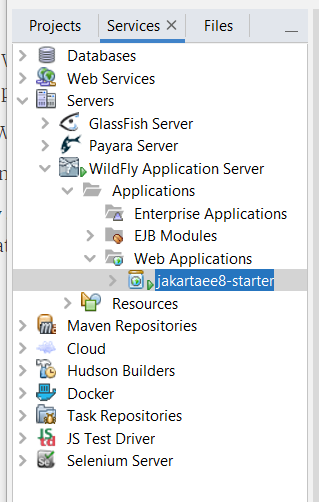 Projects Services × Files
Databases
Web Services
Servers
GlassFish Server
Payara Server
WildFly Application Server
Applications
Enterprise Applications
EJB Modules
Web Applications
jakartaee8-starter
Resources
Maven Repositories
Cloud
Hudson Builders
Docker
Task Repositories
JS Test Driver
Selenium Server